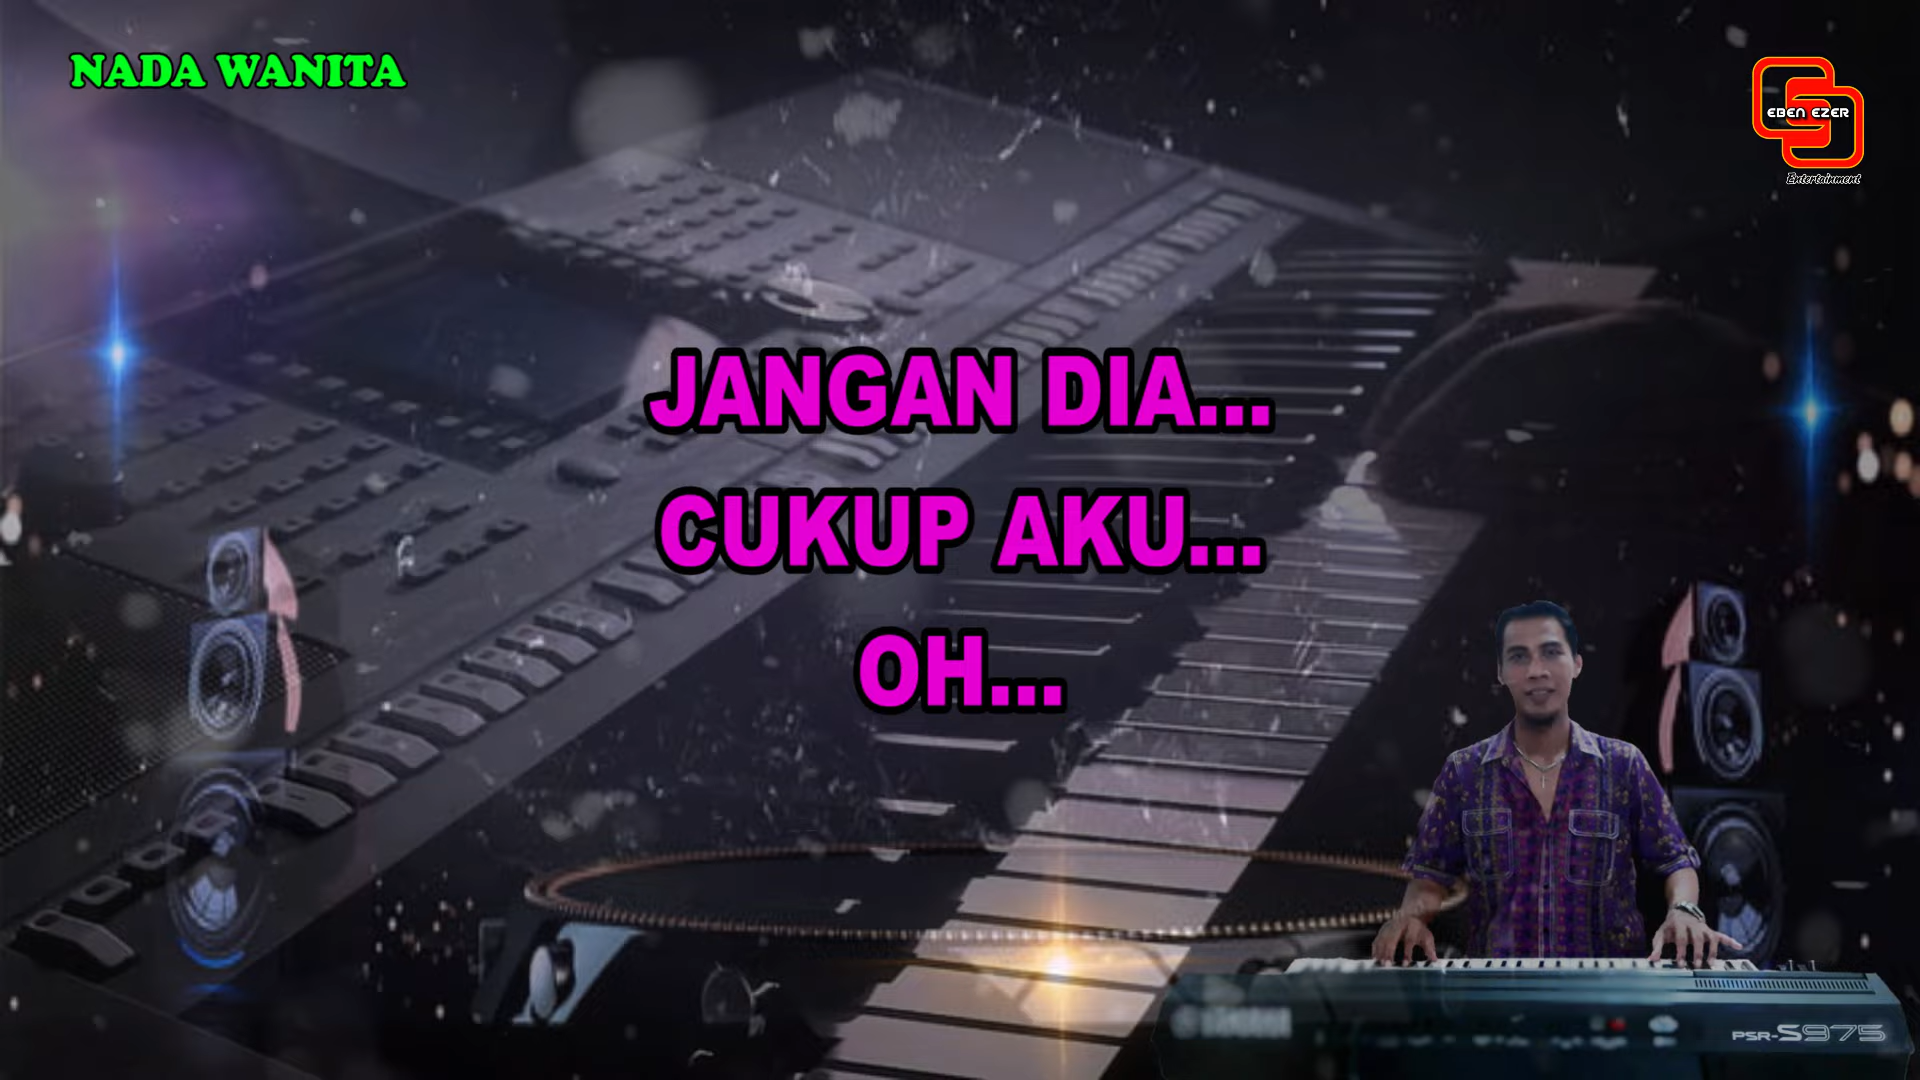 NADA WANITA
EBEN EZER
Entertainment
JANGAN DIA...
CUKUP AKU...
OH...
PSR-S975